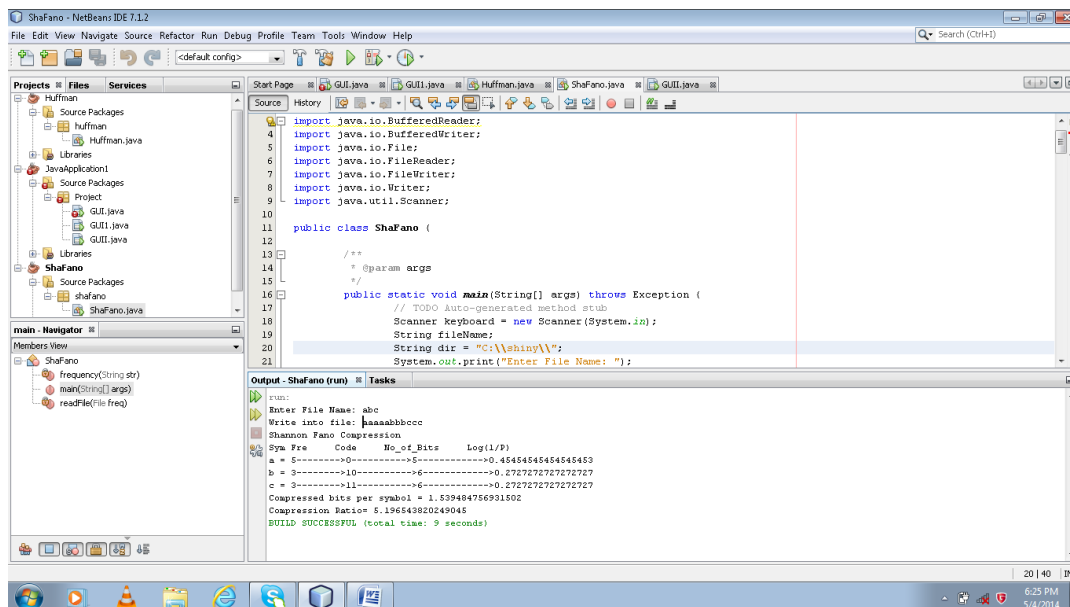 ShaFano - NetBeans IDE 7.1.2
File Edit View Navigate Source Refactor Run Debug Profile Team Tools Window Help
Search (Ctrl+I)
<default config>
Projects Files Services
Huffman
Source Packages
huffman
Huffman.java
Libraries
JavaApplication1
Source Packages
Project
GUI.java
GUI1.java
GUII.java
Libraries
ShaFano
Source Packages
shafano
ShaFano.java
main - Navigator
Members View
ShaFano
frequency(String str)
main(String[] args)
readFile(File freq)
Start Page GUI.java GUI1.java Huffman.java ShaFano.java GUII.java
Source History
import java.io.BufferedReader;
4 import java.io.BufferedWriter;
5 import java.io.File;
6 import java.io.FileReader;
7 import java.io.FileWriter;
8 import java.io.Writer;
9 import java.util.Scanner;
10
11 public class ShaFano {
12
13 /**
14 * @param args
15 */
16 public static void main(String[] args) throws Exception {
17 // TODO Auto-generated method stub
18 Scanner keyboard = new Scanner(System.in);
19 String fileName;
20 String dir = "C:\\shiny\\";
21 System.out.print("Enter File Name: ");
Output - ShaFano (run) Tasks
run:
Enter File Name: abc
Write into file: aaaaabbbccc
Shannon Fano Compression
Sym Fre Code No_of_Bits Log(1/P)
a = 5-------->0---------->5------------>0.45454545454545453
b = 3-------->10---------->6------------>0.2727272727272727
c = 3-------->11---------->6------------>0.2727272727272727
Compressed bits per symbol = 1.539484756931502
Compression Ratio= 5.196543820249045
BUILD SUCCESSFUL (total time: 9 seconds)
20 | 40
6:25 PM
5/4/2014